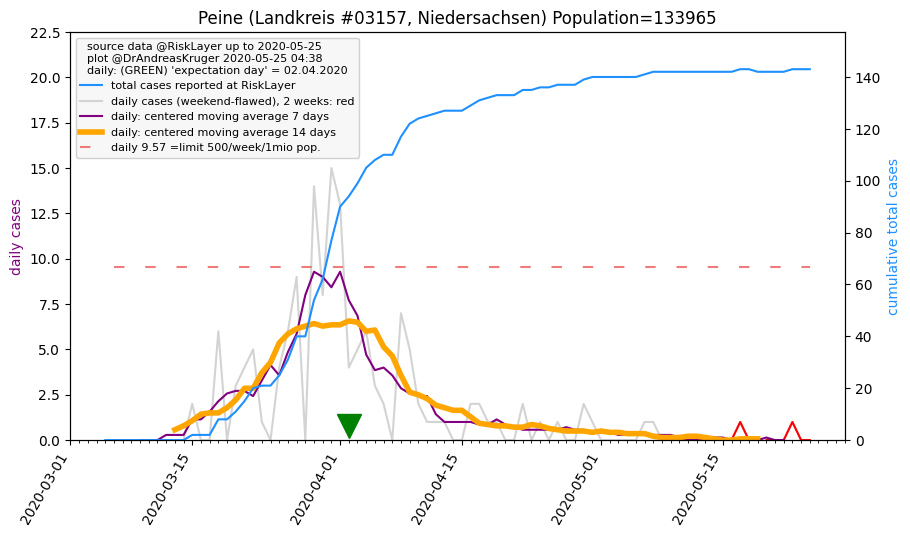 Peine (Landkreis #03157, Niedersachsen) Population=133965
source data @RiskLayer up to 2020-05-25
plot @DrAndreasKruger 2020-05-25 04:38
daily: (GREEN) 'expectation day' = 02.04.2020
total cases reported at RiskLayer
daily cases (weekend-flawed), 2 weeks: red
daily: centered moving average 7 days
daily: centered moving average 14 days
daily 9.57 =limit 500/week/1mio pop.
daily cases
22.5
20.0
17.5
15.0
12.5
10.0
7.5
5.0
2.5
0.0
140
120
100
80
60
40
20
0
cumulative total cases
2020-03-01
2020-03-15
2020-04-01
2020-04-15
2020-05-01
2020-05-15